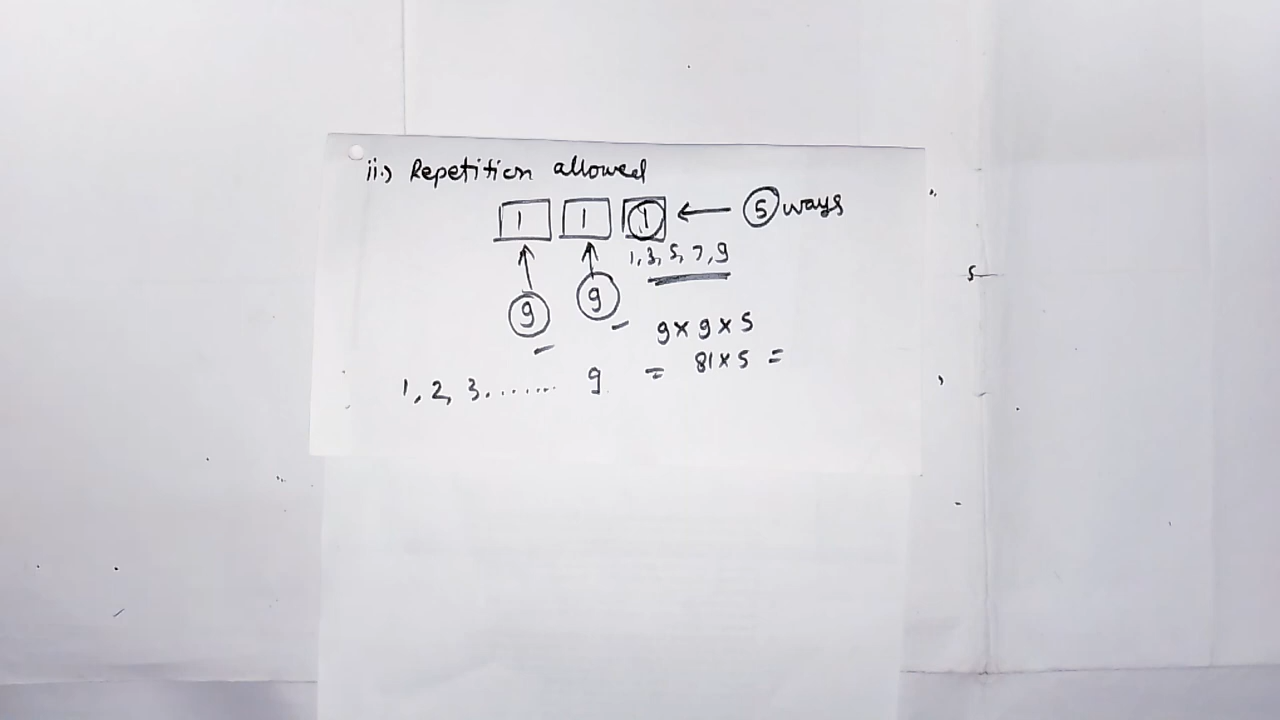 ii.) Repetition allowed
1 1 1 ← 5 ways
1, 3, 5, 7, 9
9 9
9 × 9 × 5
= 81 × 5 =
1, 2, 3. ....... 9